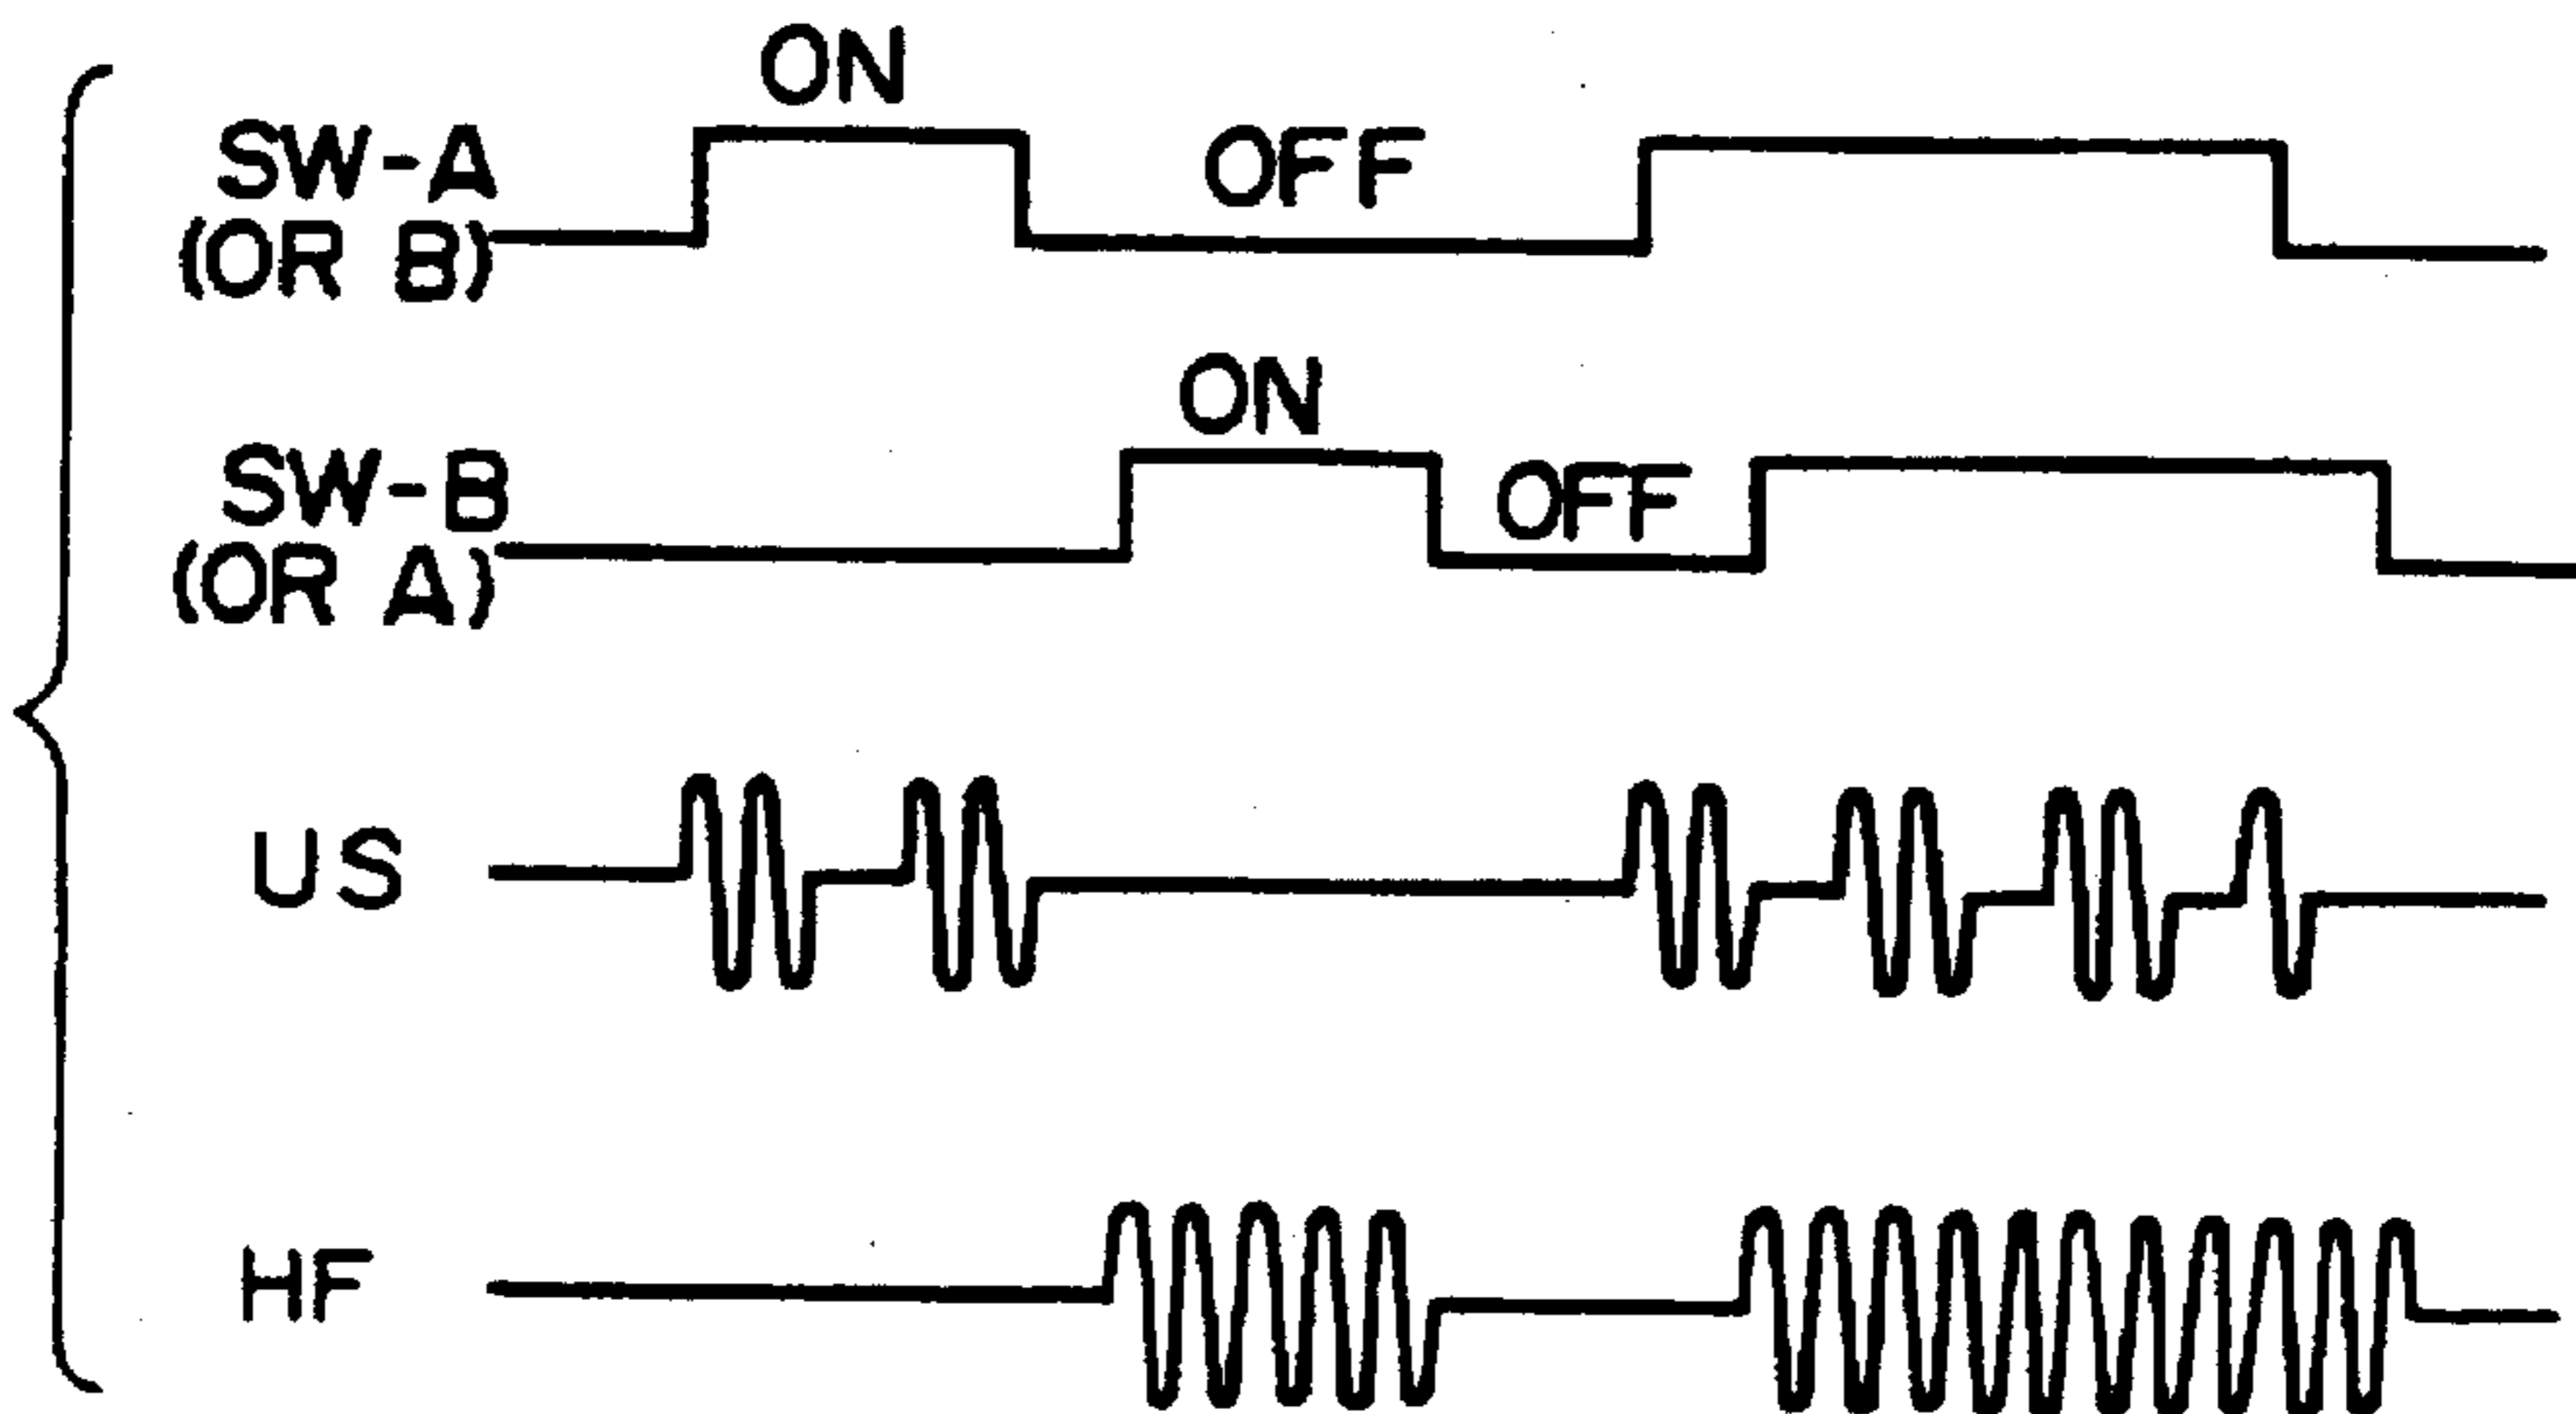 ON
SW-A
OFF
(OR B)
ON
SW-B
OFF
(OR A)
US
HF